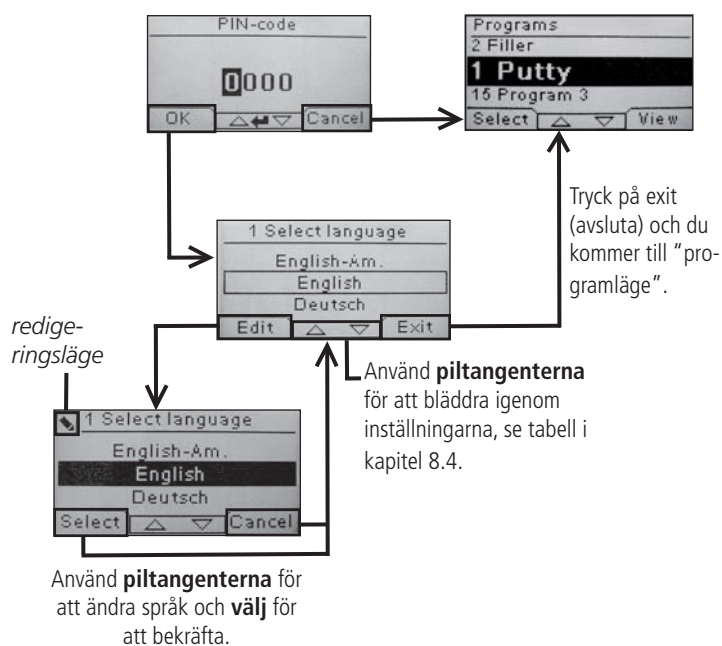 PIN-code
0000
OK
Cancel
Programs
2 Filler
1 Putty
15 Program 3
Select
View
Tryck på exit
(avsluta) och du
kommer till “pro-
gramläge”.
1 Select language
English-Am.
English
Deutsch
Edit
Exit
redige-
ringsläge
Använd piltangenterna
för att bläddra igenom
inställningarna, se tabell i
kapitel 8.4.
1 Select language
English-Am.
English
Deutsch
Select
Cancel
Använd piltangenterna för
att ändra språk och välj för
att bekräfta.